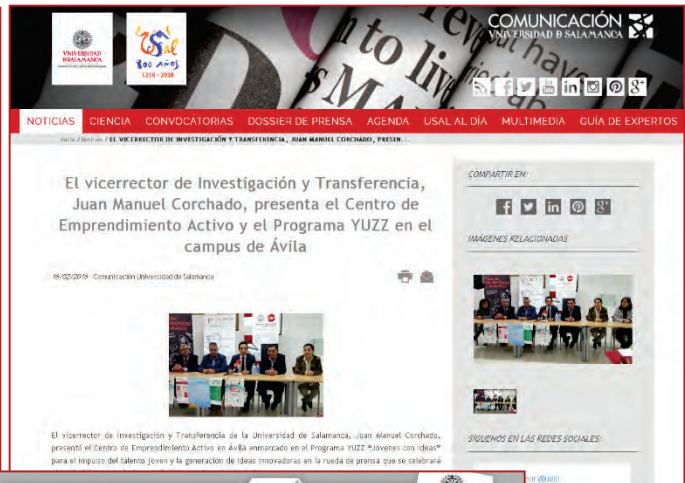 VNIVERSIDAD
D SALAMANCA
800 AÑOS
1218 - 2018
COMUNICACIÓN
VNIVERSIDAD D SALAMANCA
NOTICIAS CIENCIA CONVOCATORIAS DOSSIER DE PRENSA AGENDA USAL AL DÍA MULTIMEDIA GUÍA DE EXPERTOS
Inicio / Noticias / EL VICERRECTOR DE INVESTIGACIÓN Y TRANSFERENCIA, JUAN MANUEL CORCHADO, PRESEN...
El vicerrector de Investigación y Transferencia,
Juan Manuel Corchado, presenta el Centro de
Emprendimiento Activo y el Programa YUZZ en el
campus de Ávila
Comunicación Universidad de Salamanca
El vicerrector de Investigación y Transferencia de la Universidad de Salamanca, Juan Manuel Corchado,
presentó el Centro de Emprendimiento Activo en Ávila enmarcado en el Programa YUZZ "Jóvenes con Ideas"
para el impulso del talento joven y la generación de ideas innovadoras en la rueda de prensa que se celebrará
COMPARTIR EN:
IMÁGENES RELACIONADAS
SÍGUENOS EN LAS REDES SOCIALES: